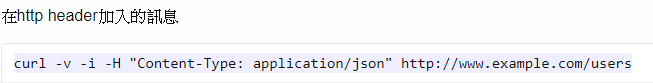 在http header加入的訊息
curl -v -i -H "Content-Type: application/json" http://www.example.com/users